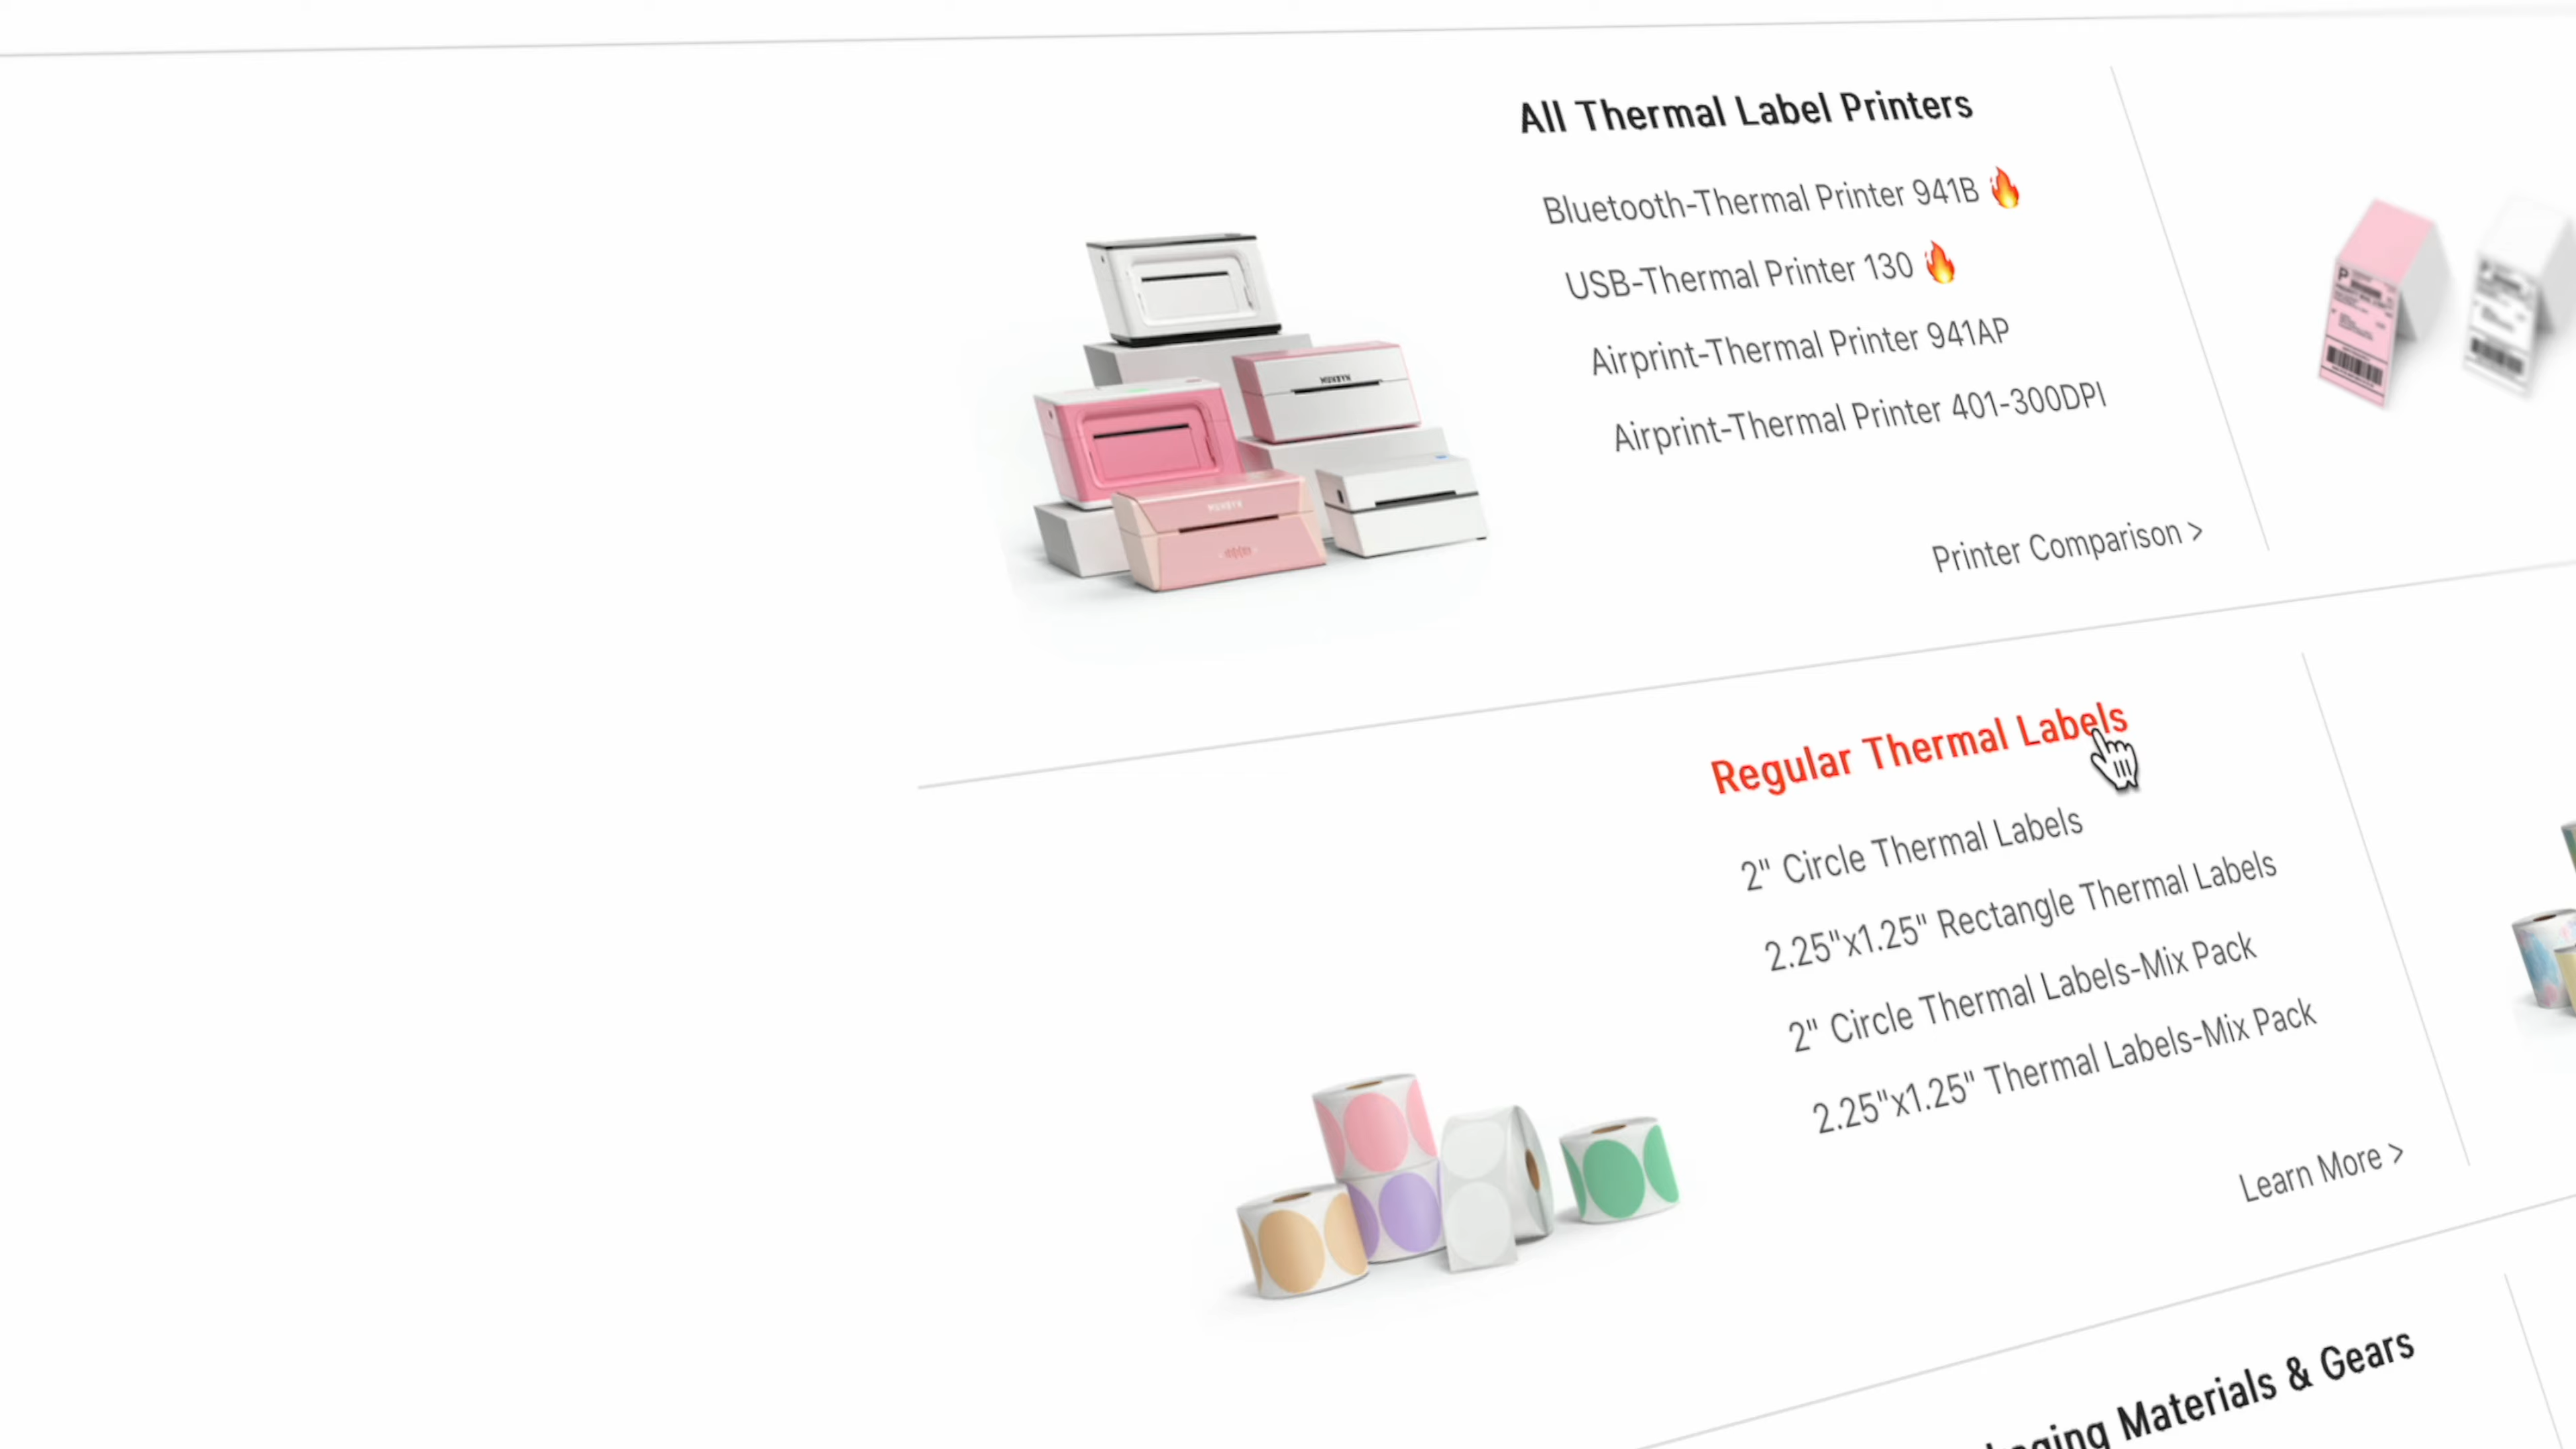 All Thermal Label Printers
Bluetooth-Thermal Printer 941B 🔥
USB-Thermal Printer 130 🔥
Airprint-Thermal Printer 941AP
Airprint-Thermal Printer 401-300DPI
Printer Comparison >
MUNBYN
MUNBYN
P
P
Regular Thermal Labels
2" Circle Thermal Labels
2.25"x1.25" Rectangle Thermal Labels
2" Circle Thermal Labels-Mix Pack
2.25"x1.25" Thermal Labels-Mix Pack
Learn More >
Materials & Gears